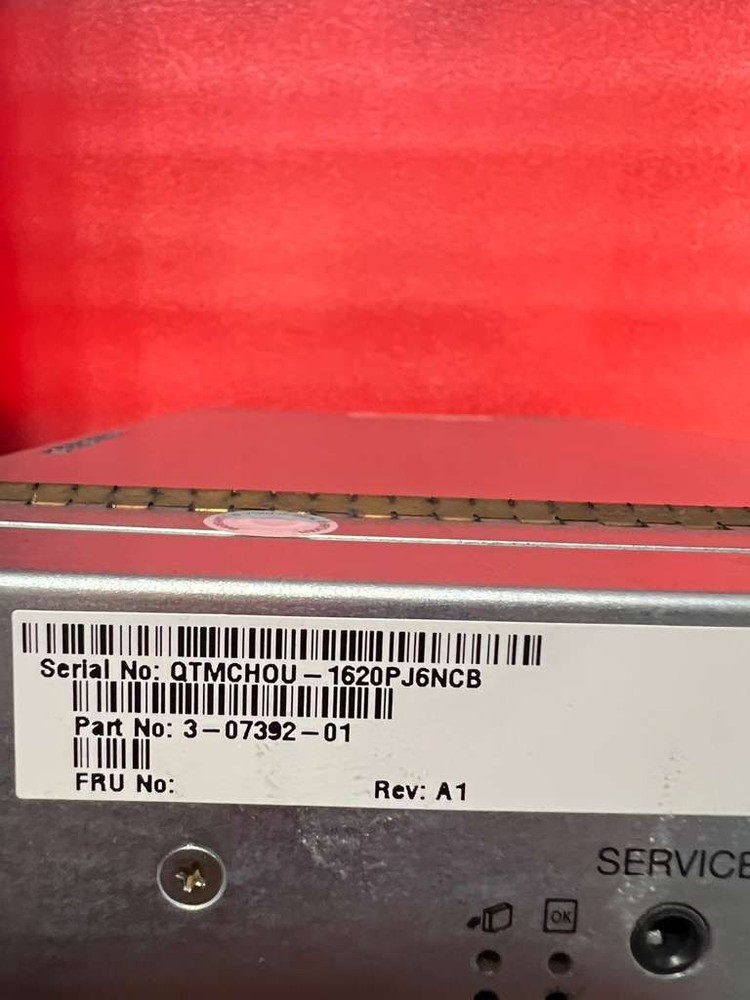 Serial No: QTMCHOU-1620PJ6NCB
Part No: 3-07392-01
FRU No: Rev: A1
SERVICE
OK